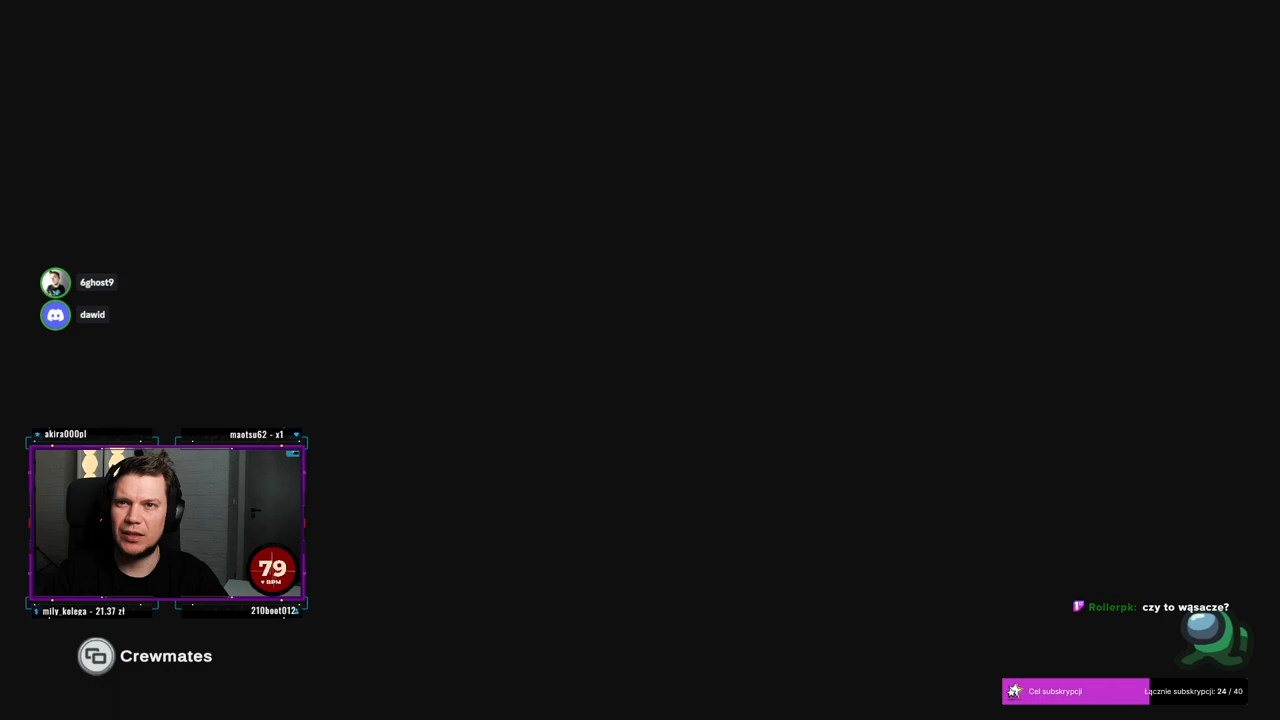 6ghost9
dawid
akira000pl
maotsu62 - x1
79
♥ BPM
mily_kolega - 21.37 zł
210boot012
Crewmates
Rollerpk: czy to wąsacze?
Cel subskrypcji
Łącznie subskrypcji: 24 / 40